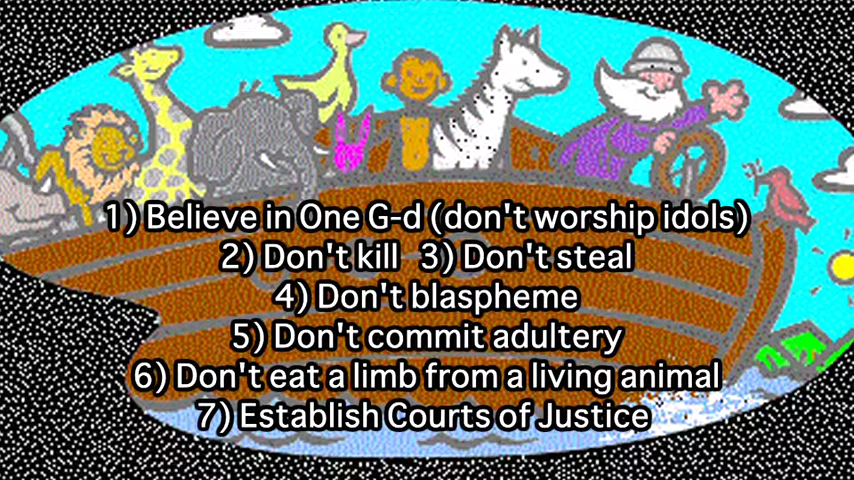 1) Believe in One G-d (don't worship idols)
2) Don't kill 3) Don't steal
4) Don't blaspheme
5) Don't commit adultery
6) Don't eat a limb from a living animal
7) Establish Courts of Justice